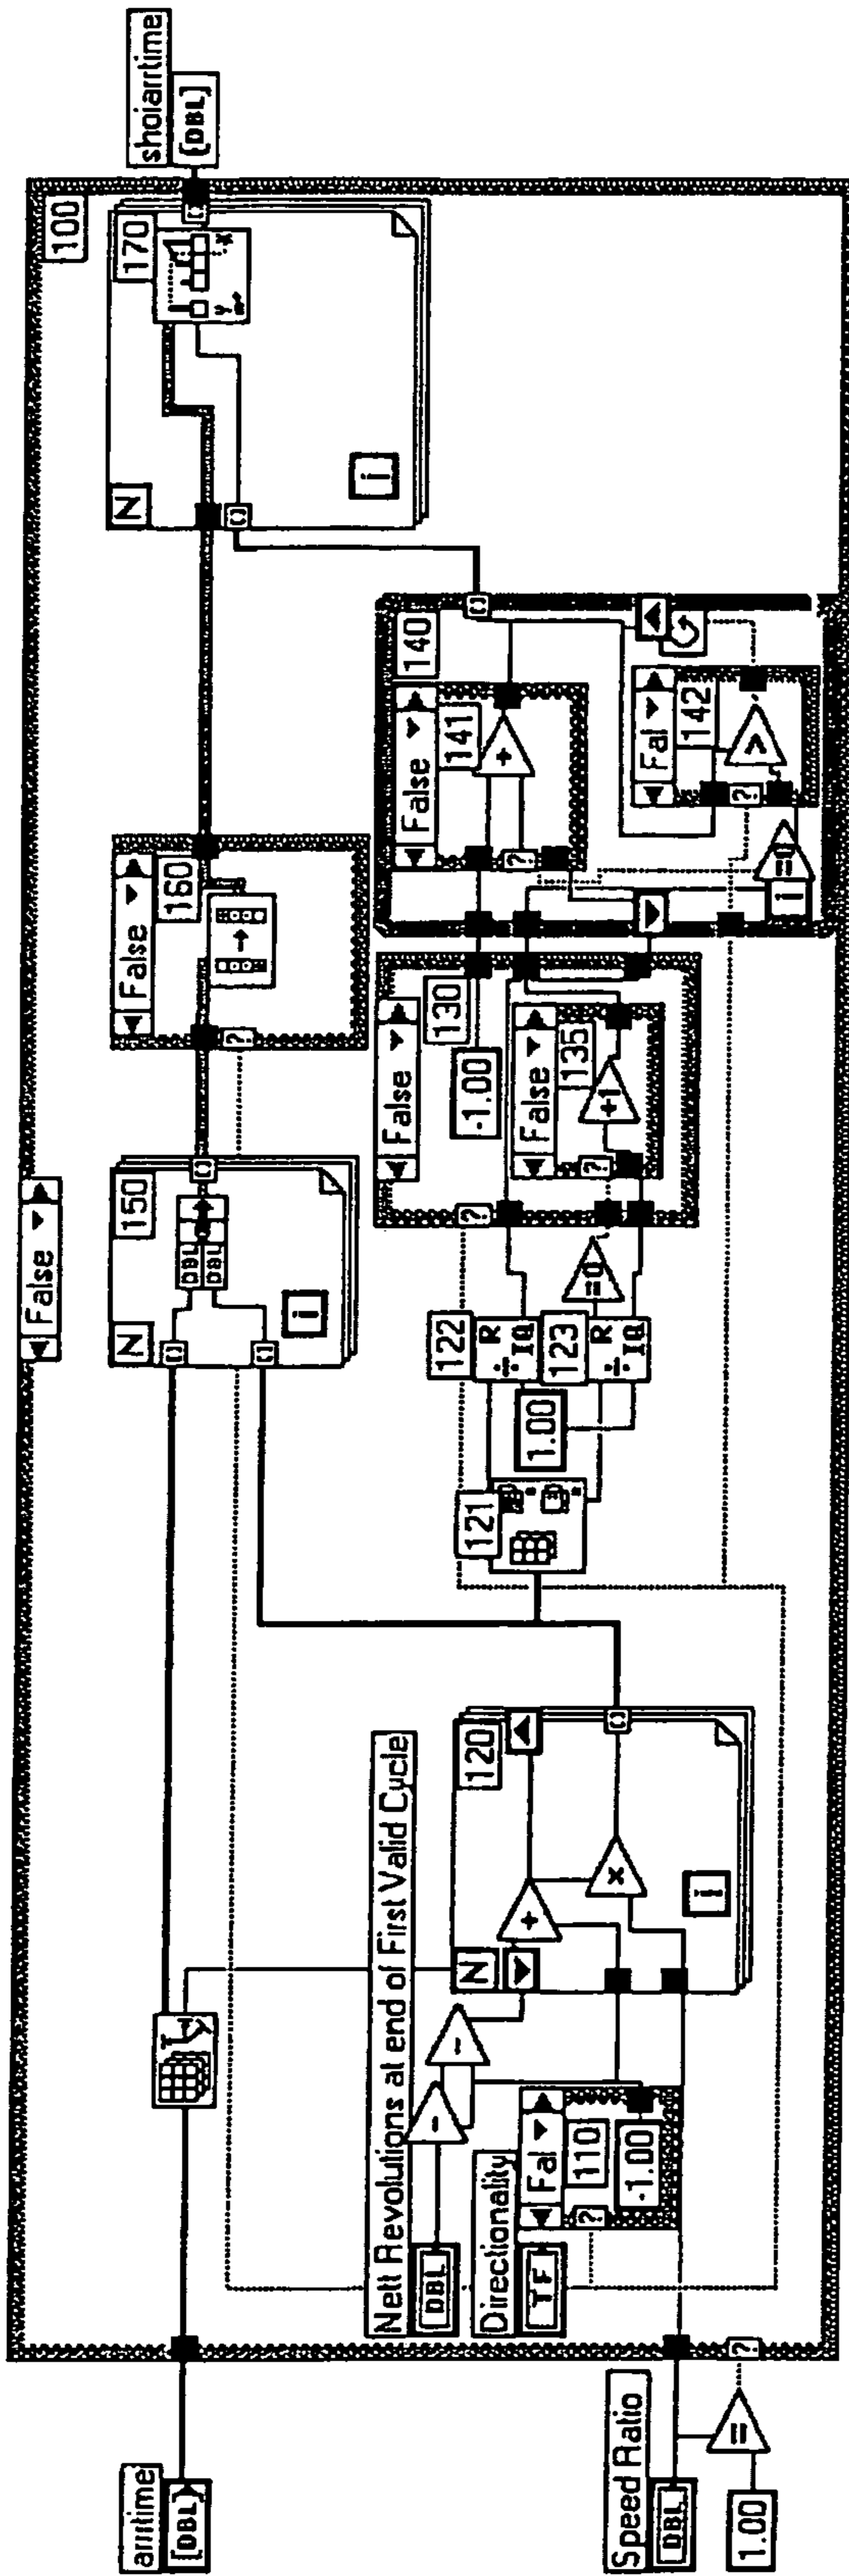 arrtime
[DBL]
Speed Ratio
DBL
1.00
=
?
False
100
Nett Revolutions at end of First Valid Cycle
DBL
Directionality
TF
Fal
110
?
-1.00
-
-
N
120
+
x
i
[]
N
150
[]
[]
DBL
DBL
i
[]
121
1.00
122
R
÷
IQ
123
R
÷
IQ
=0
False
160
?
False
130
?
-1.00
False
135
?
+1
False
141
?
+
140
[]
Fal
142
?
>
=0
i
N
170
[]
Y
X
i
[]
shoiarrtime
[DBL]